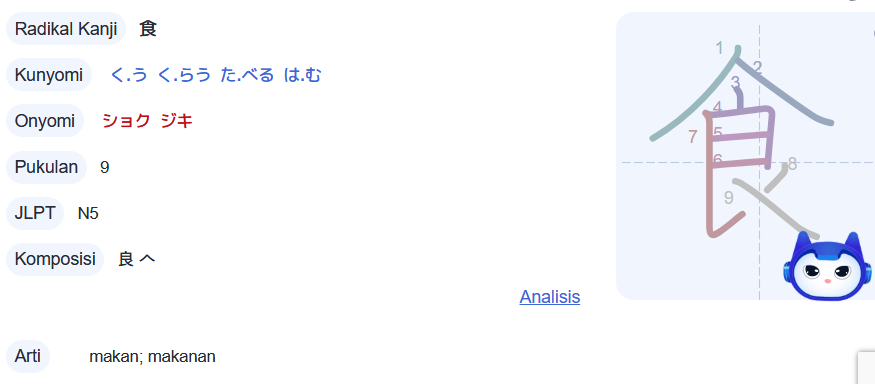 Radikal Kanji 食
Kunyomi く.う く.らう た.べる は.む
Onyomi ショク ジキ
Pukulan 9
JLPT N5
Komposisi 良 へ
Analisis
Arti makan; makanan
1
2
3
4
5
6
7
8
9
食